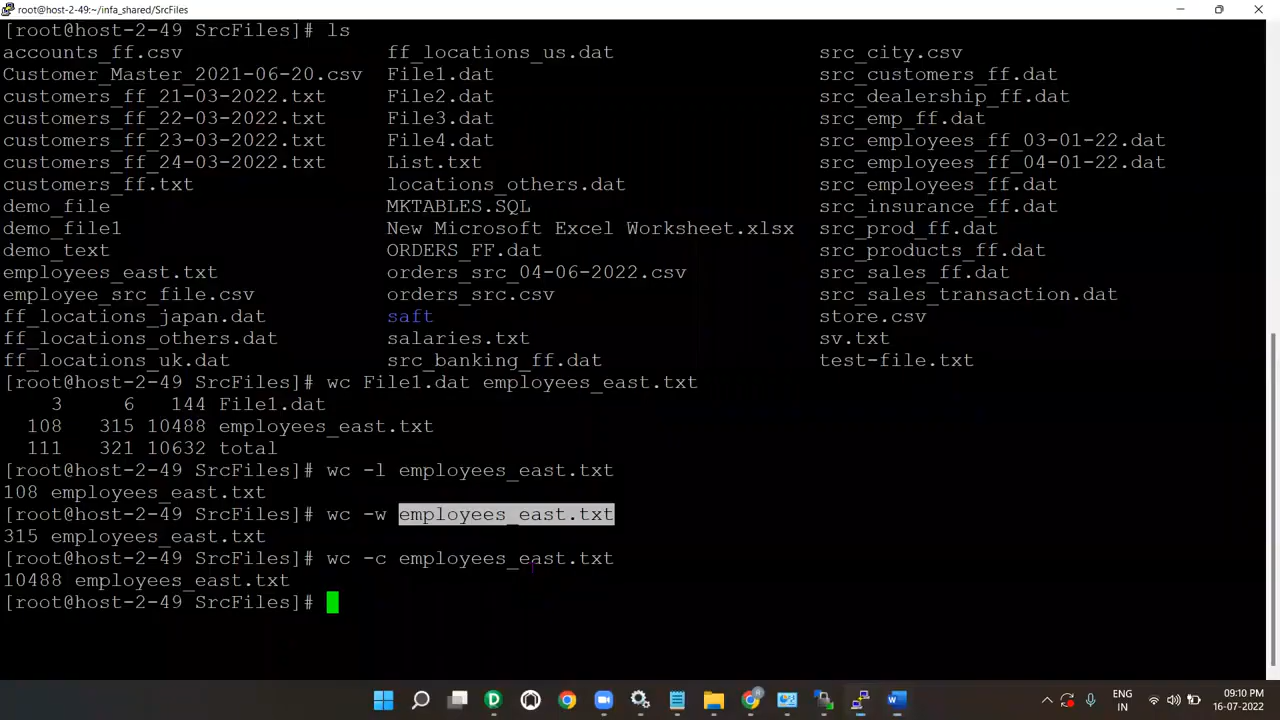 root@host-2-49:~/infa_shared/SrcFiles
[root@host-2-49 SrcFiles]# ls
accounts_ff.csv ff_locations_us.dat src_city.csv
Customer_Master_2021-06-20.csv File1.dat src_customers_ff.dat
customers_ff_21-03-2022.txt File2.dat src_dealership_ff.dat
customers_ff_22-03-2022.txt File3.dat src_emp_ff.dat
customers_ff_23-03-2022.txt File4.dat src_employees_ff_03-01-22.dat
customers_ff_24-03-2022.txt List.txt src_employees_ff_04-01-22.dat
customers_ff.txt locations_others.dat src_employees_ff.dat
demo_file MKTABLES.SQL src_insurance_ff.dat
demo_file1 New Microsoft Excel Worksheet.xlsx src_prod_ff.dat
demo_text ORDERS_FF.dat src_products_ff.dat
employees_east.txt orders_src_04-06-2022.csv src_sales_ff.dat
employee_src_file.csv orders_src.csv src_sales_transaction.dat
ff_locations_japan.dat saft store.csv
ff_locations_others.dat salaries.txt sv.txt
ff_locations_uk.dat src_banking_ff.dat test-file.txt
[root@host-2-49 SrcFiles]# wc File1.dat employees_east.txt
3 6 144 File1.dat
108 315 10488 employees_east.txt
111 321 10632 total
[root@host-2-49 SrcFiles]# wc -l employees_east.txt
108 employees_east.txt
[root@host-2-49 SrcFiles]# wc -w employees_east.txt
315 employees_east.txt
[root@host-2-49 SrcFiles]# wc -c employees_east.txt
10488 employees_east.txt
[root@host-2-49 SrcFiles]#
ENG 09:10 PM
IN 16-07-2022